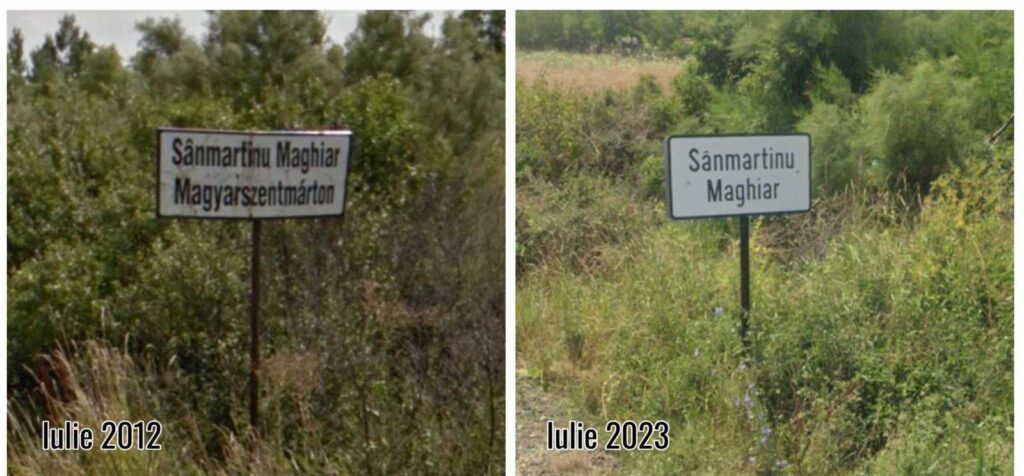 Sânmartinu Maghiar
Magyarszentmárton
Iulie 2012
Sânmartinu
Maghiar
Iulie 2023